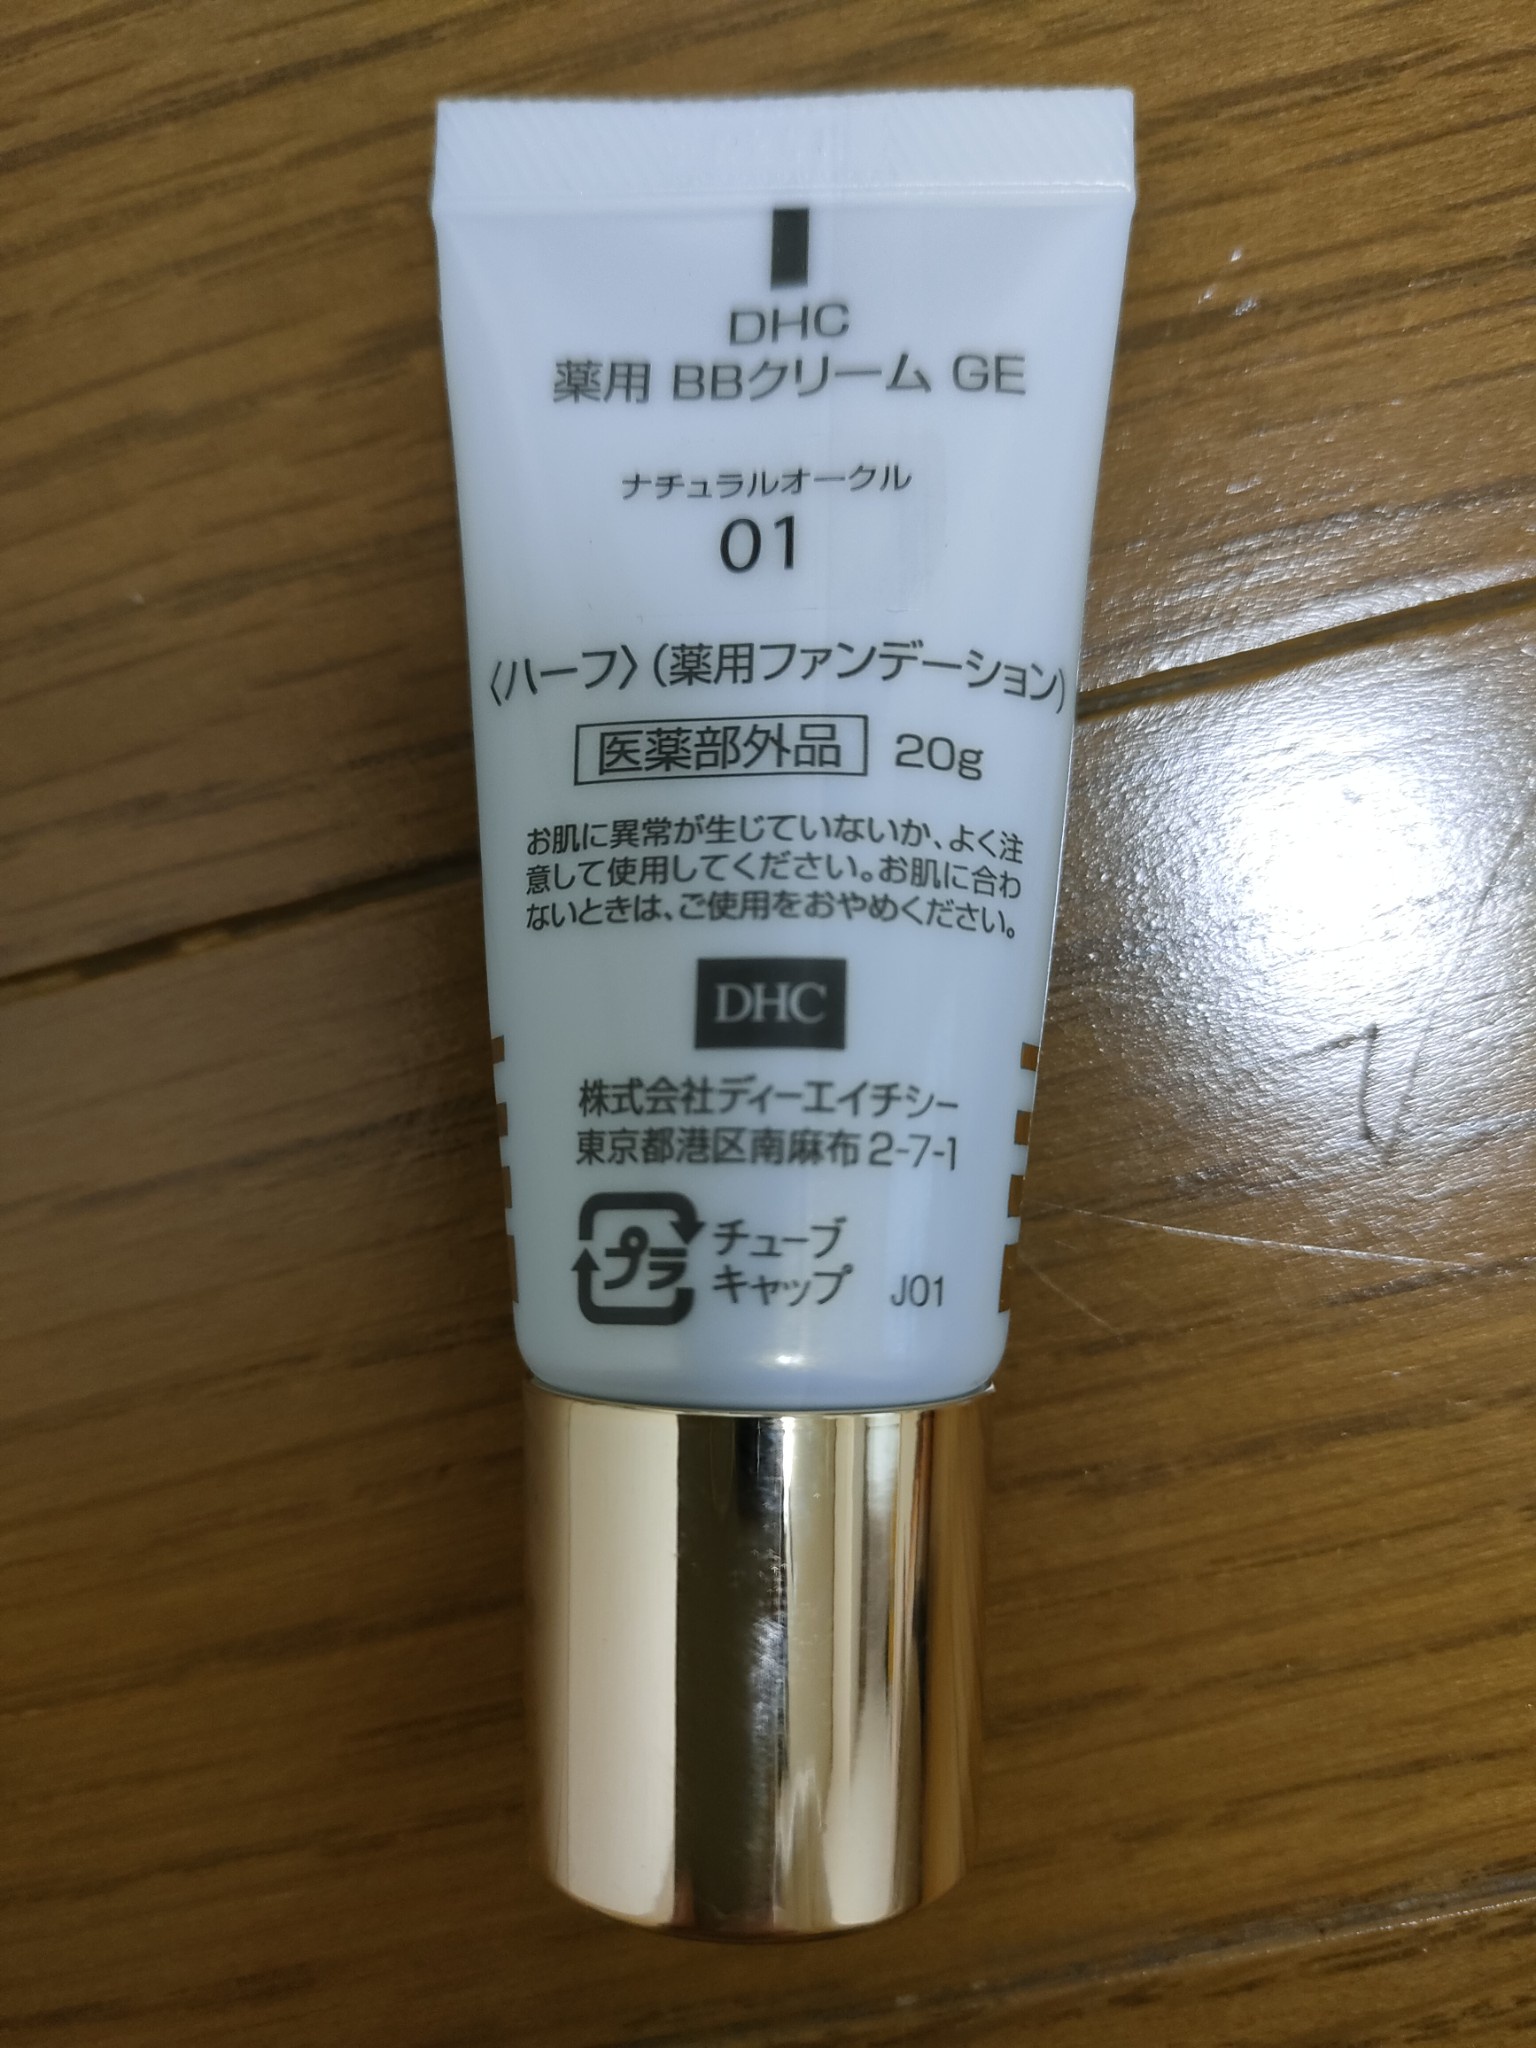 DHC
薬用 BBクリーム GE
ナチュラルオークル
01
〈ハーフ〉(薬用ファンデーション)
医薬部外品 20g
お肌に異常が生じていないか、よく注
意して使用してください。お肌に合わ
ないときは、ご使用をおやめください。
DHC
株式会社ディーエイチシー
東京都港区南麻布2-7-1
プラ チューブ
キャップ J01